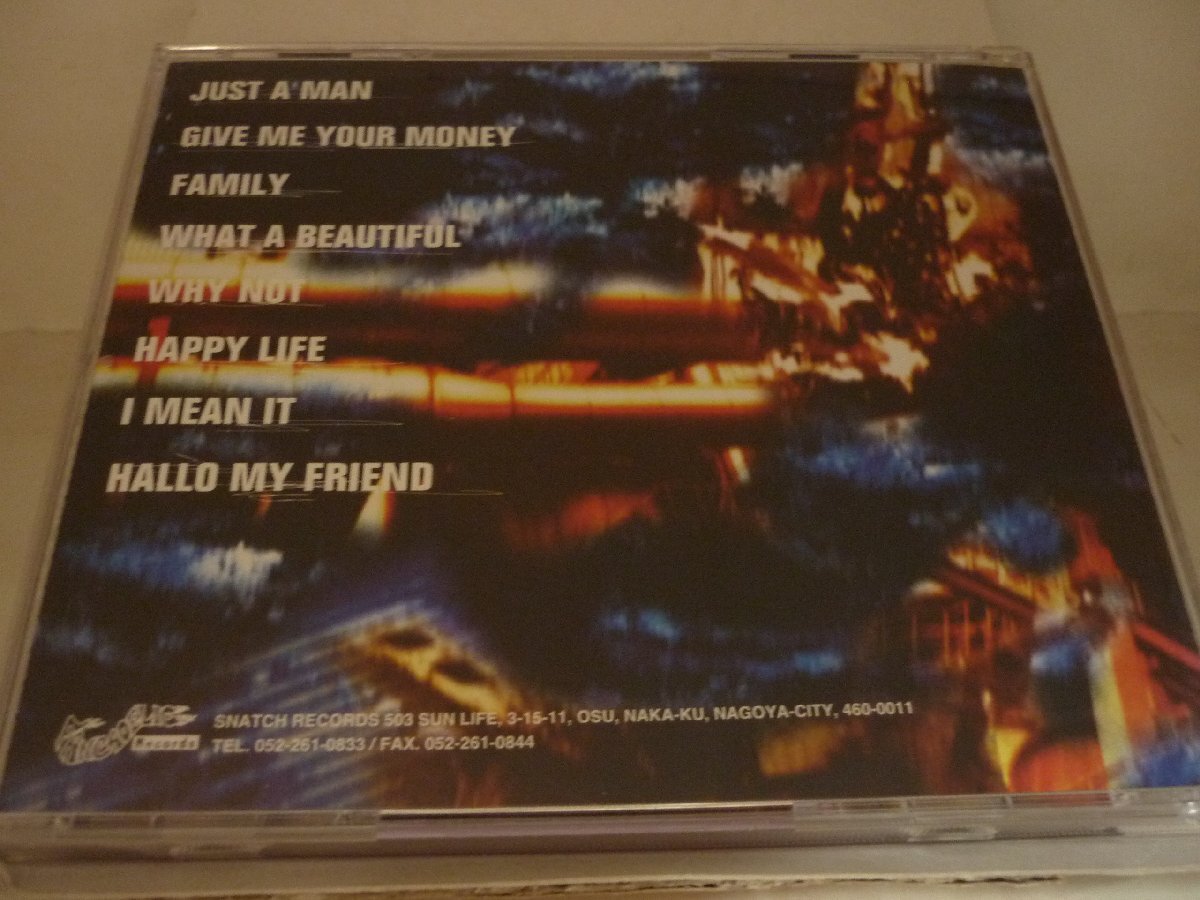 JUST A MAN
GIVE ME YOUR MONEY
FAMILY
WHAT A BEAUTIFUL
WHY NOT
HAPPY LIFE
I MEAN IT
HALLO MY FRIEND
SNATCH RECORDS 503 SUN LIFE, 3-15-11, OSU, NAKA-KU, NAGOYA-CITY, 460-0011
Records
TEL. 052-261-0833 / FAX. 052-261-0844